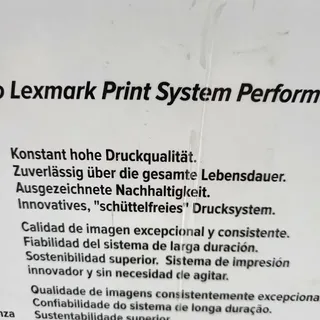 o Lexmark Print System Perform
Konstant hohe Druckqualität.
Zuverlässig über die gesamte Lebensdauer.
Ausgezeichnete Nachhaltigkeit.
Innovatives, "schüttelfreies" Drucksystem.
Calidad de imagen excepcional y consistente.
Fiabilidad del sistema de larga duración.
Sostenibilidad superior. Sistema de impresión
innovador y sin necesidad de agitar.
Qualidade de imagens consistentemente excepciona
Confiabilidade do sistema de longa duração.
nza Sustentabilidade superior